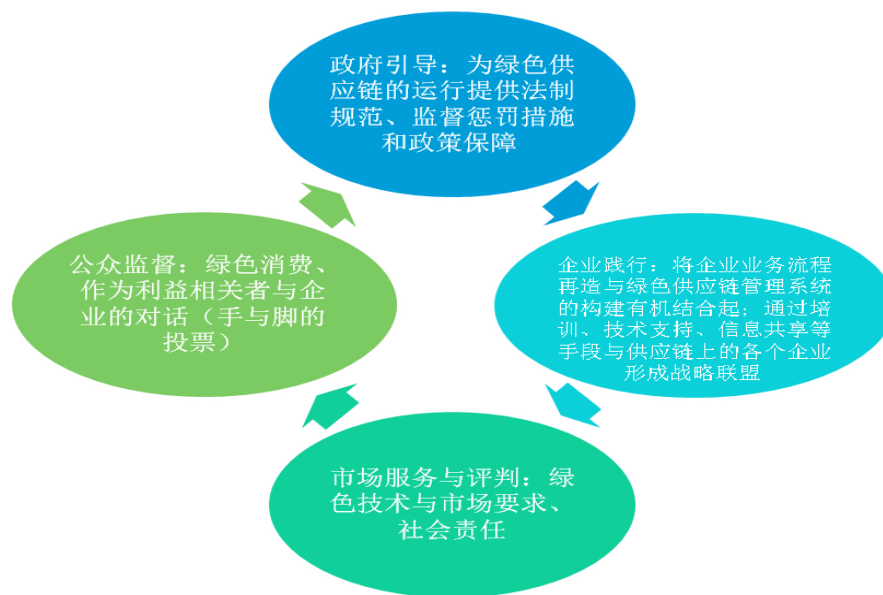 政府引导：为绿色供
应链的运行提供法制
规范、监督惩罚措施
和政策保障
企业践行：将企业业务流程
再造与绿色供应链管理系统
的构建有机结合起；通过培
训、技术支持、信息共享等
手段与供应链上的各个企业
形成战略联盟
市场服务与评判：绿
色技术与市场要求、
社会责任
公众监督：绿色消费、
作为利益相关者与企
业的对话（手与脚的
投票）